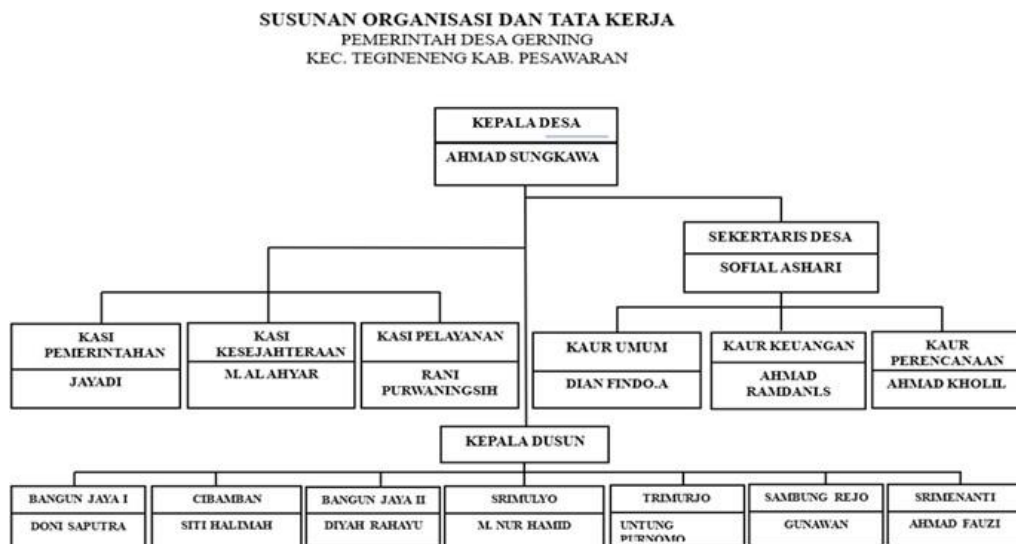 SUSUNAN ORGANISASI DAN TATA KERJA
PEMERINTAH DESA GERNING
KEC. TEGINENENG KAB. PESAWARAN
KEPALA DESA
AHMAD SUNGKAWA
SEKERTARIS DESA
SOFIAL ASHARI
KASI
PEMERINTAHAN
JAYADI
KASI
KESEJAHTERAAN
M. AL AHYAR
KASI PELAYANAN
RANI
PURWANINGSIH
KAUR UMUM
DIAN FINDO.A
KAUR KEUANGAN
AHMAD
RAMDANI.S
KAUR
PERENCANAAN
AHMAD KHOLIL
KEPALA DUSUN
BANGUN JAYA I
DONI SAPUTRA
CIBAMBAN
SITI HALIMAH
BANGUN JAYA II
DIYAH RAHAYU
SRIMULYO
M. NUR HAMID
TRIMURJO
UNTUNG
PURNOMO
SAMBUNG REJO
GUNAWAN
SRIMENANTI
AHMAD FAUZI